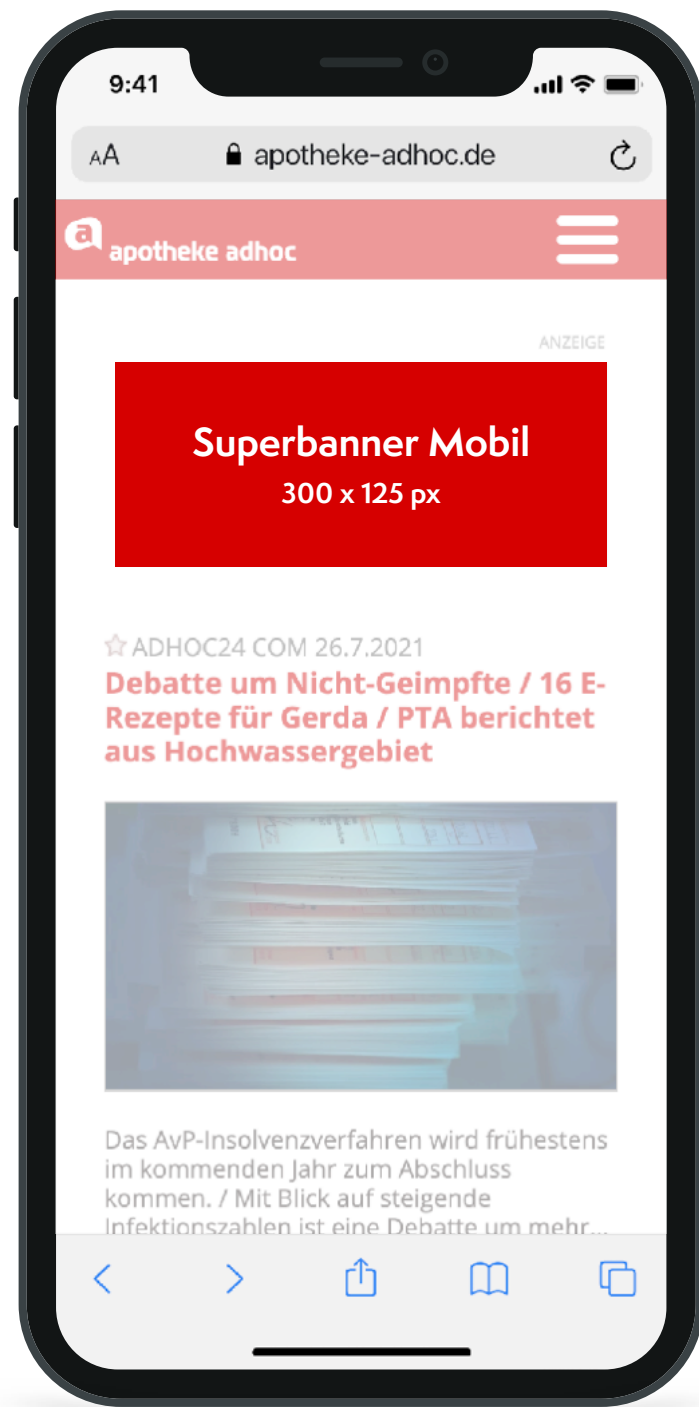 9:41
AA apotheke-adhoc.de
a apotheke adhoc
ANZEIGE
Superbanner Mobil
300 x 125 px
ADHOC24 COM 26.7.2021
Debatte um Nicht-Geimpfte / 16 E-
Rezepte für Gerda / PTA berichtet
aus Hochwassergebiet
Das AvP-Insolvenzverfahren wird frühestens
im kommenden Jahr zum Abschluss
kommen. / Mit Blick auf steigende
Infektionszahlen ist eine Debatte um mehr...